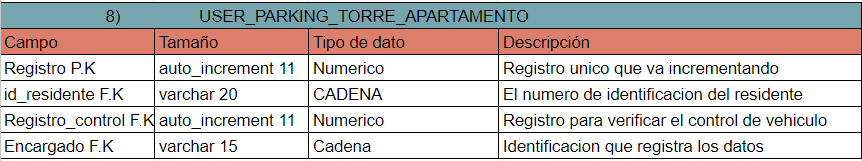 8) USER_PARKING_TORRE_APARTAMENTO
Campo Tamaño Tipo de dato Descripción
Registro P.K auto_increment 11 Numerico Registro unico que va incrementando
id_residente F.K varchar 20 CADENA El numero de identificacion del residente
Registro_control F.K auto_increment 11 Numerico Registro para verificar el control de vehiculo
Encargado F.K varchar 15 Cadena Identificacion que registra los datos